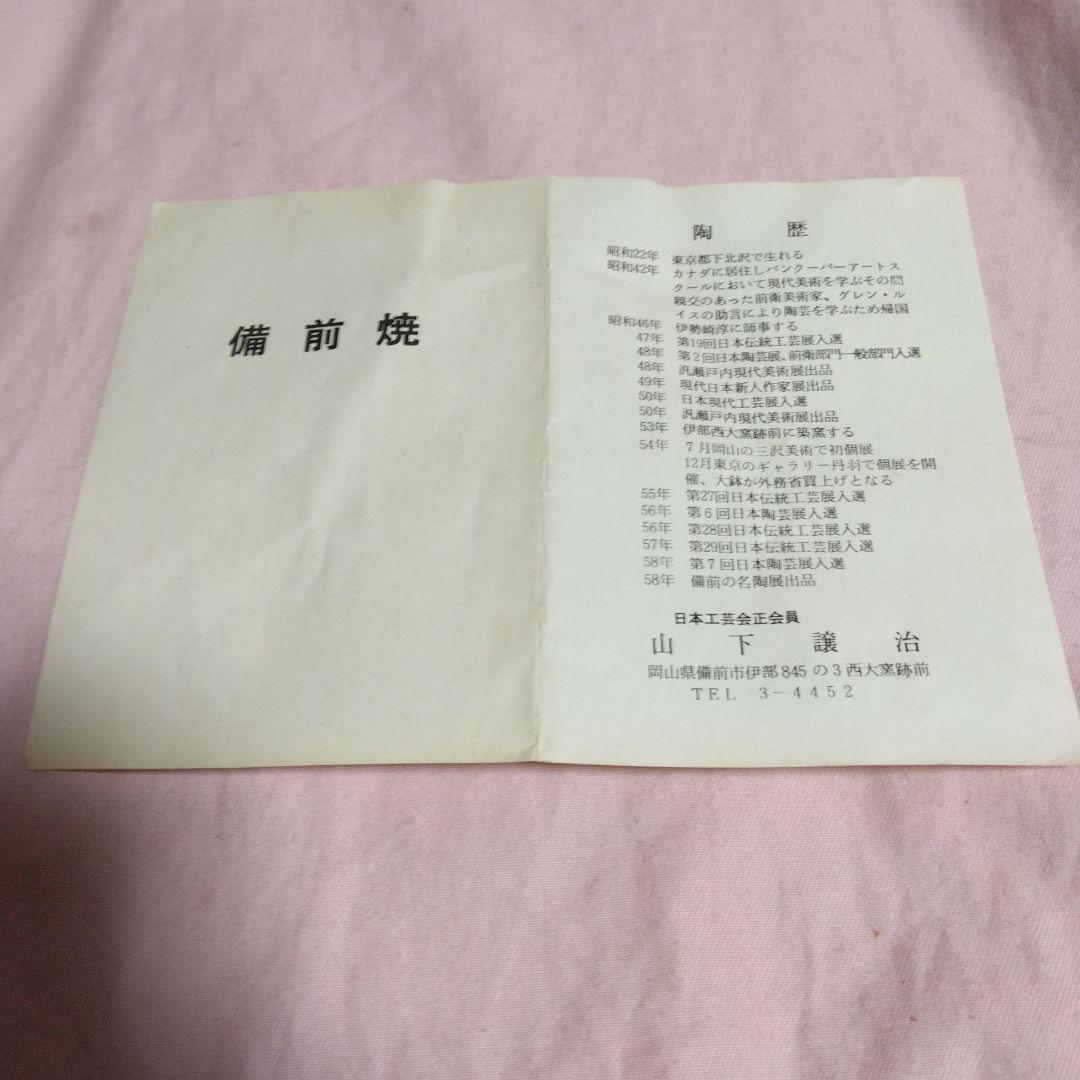 備前焼
陶歴
昭和22年 東京都下北沢で生れる
昭和42年 カナダに居住しバンクーバーアートス
クールにおいて現代美術を学ぶその間
親交のあった前衛美術家、グレン・ル
イスの助言により陶芸を学ぶため帰国
昭和46年 伊勢崎淳に師事する
47年 第19回日本伝統工芸展入選
48年 第2回日本陶芸展、前衛部門一般部門入選
48年 汎瀬戸内現代美術展出品
49年 現代日本新人作家展出品
50年 日本現代工芸展入選
50年 汎瀬戸内現代美術展出品
53年 伊部西大窯跡前に築窯する
54年 7月岡山の三沢美術で初個展
12月東京のギャラリー丹羽で個展を開
催、大鉢が外務省買上げとなる
55年 第27回日本伝統工芸展入選
56年 第6回日本陶芸展入選
56年 第28回日本伝統工芸展入選
57年 第29回日本伝統工芸展入選
58年 第7回日本陶芸展入選
58年 備前の名陶展出品
日本工芸会正会員
山下譲治
岡山県備前市伊部845の3西大窯跡前
TEL 3-4452